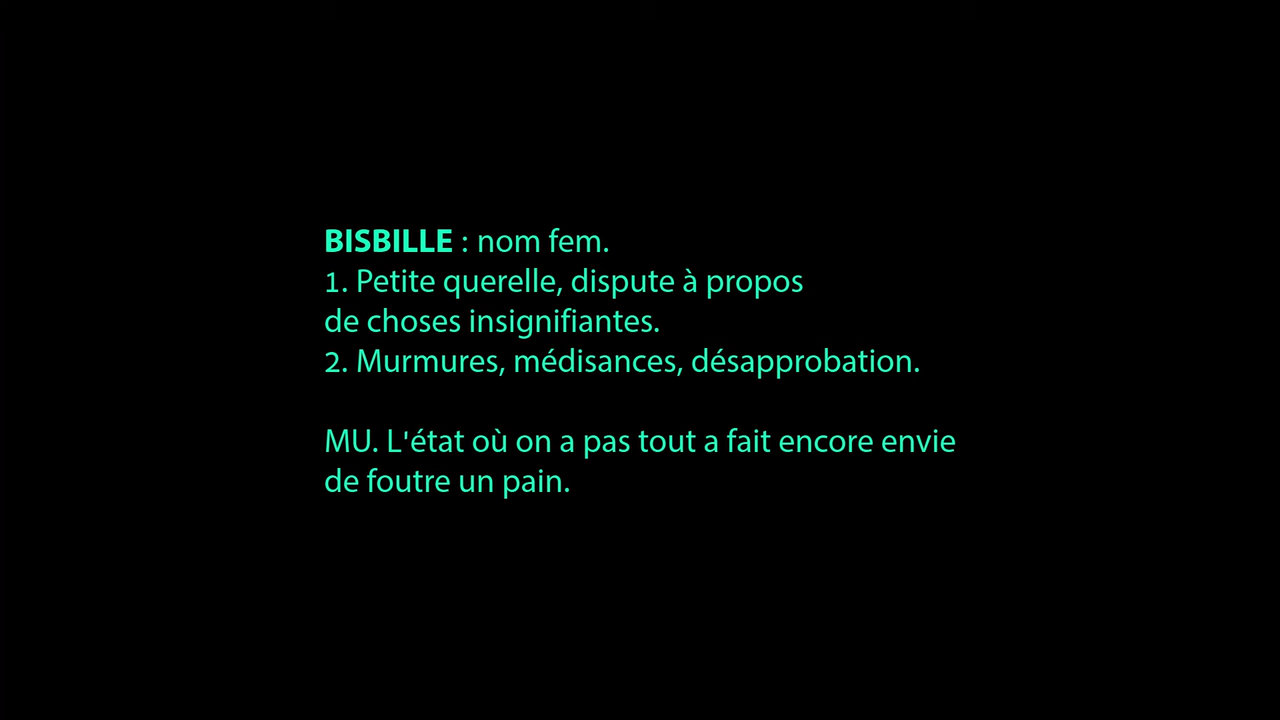 BISBILLE : nom fem.
1. Petite querelle, dispute à propos
de choses insignifiantes.
2. Murmures, médisances, désapprobation.
MU. L'état où on a pas tout a fait encore envie
de foutre un pain.